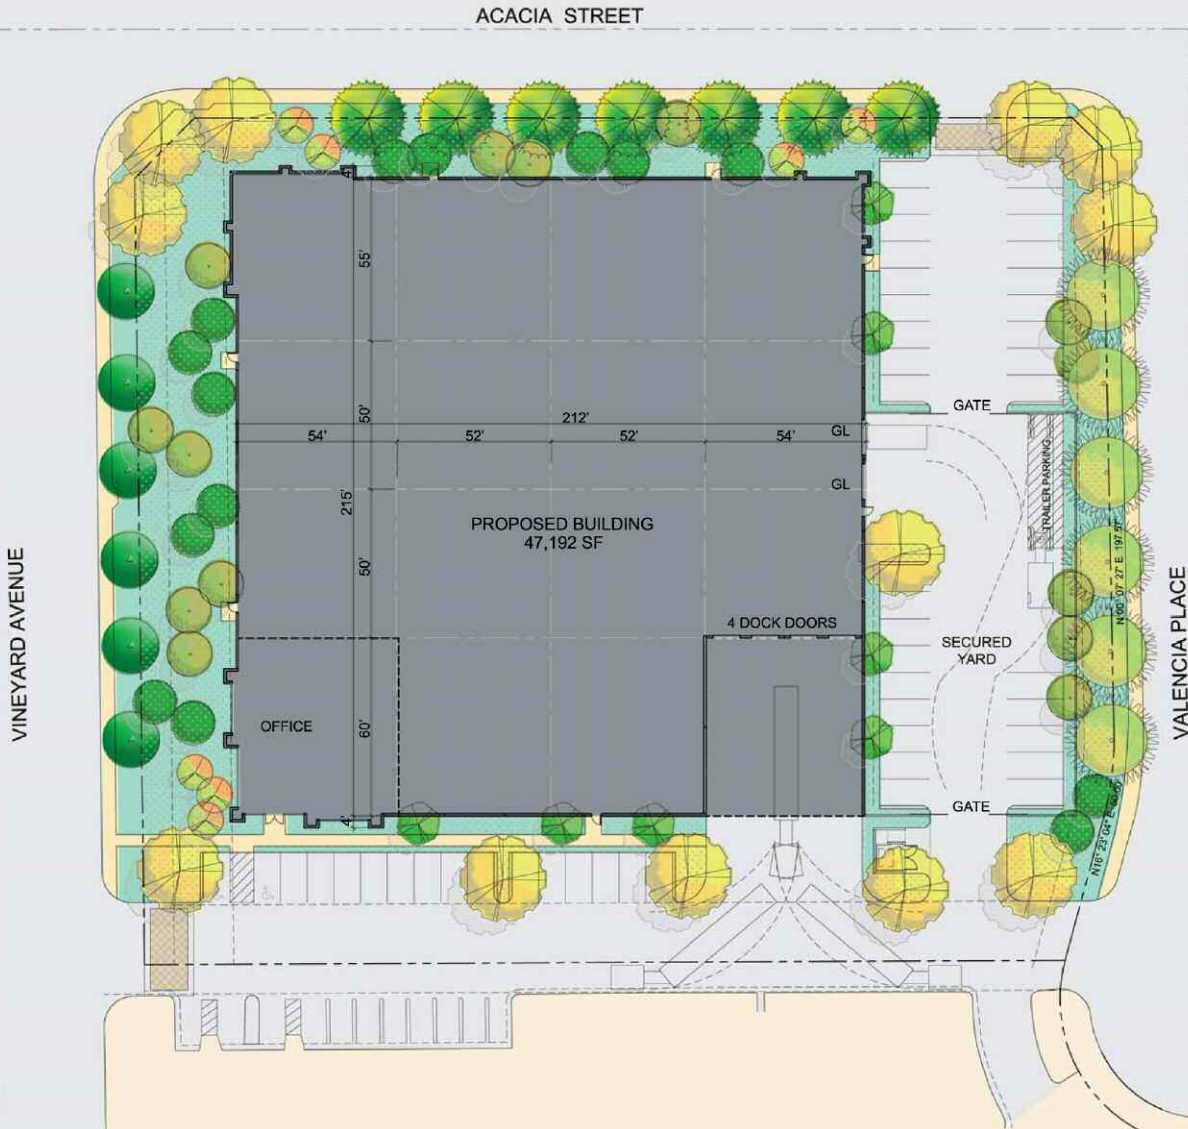 ACACIA STREET
4'
55'
GATE
50'
212'
54'
52'
52'
54'
GL
TRAILER PARKING
GL
215'
PROPOSED BUILDING
47,192 SF
N00° 07' 27" E 197.57'
VINEYARD AVENUE
50'
4 DOCK DOORS
SECURED
YARD
VALENCIA PLACE
OFFICE
60'
GATE
4'